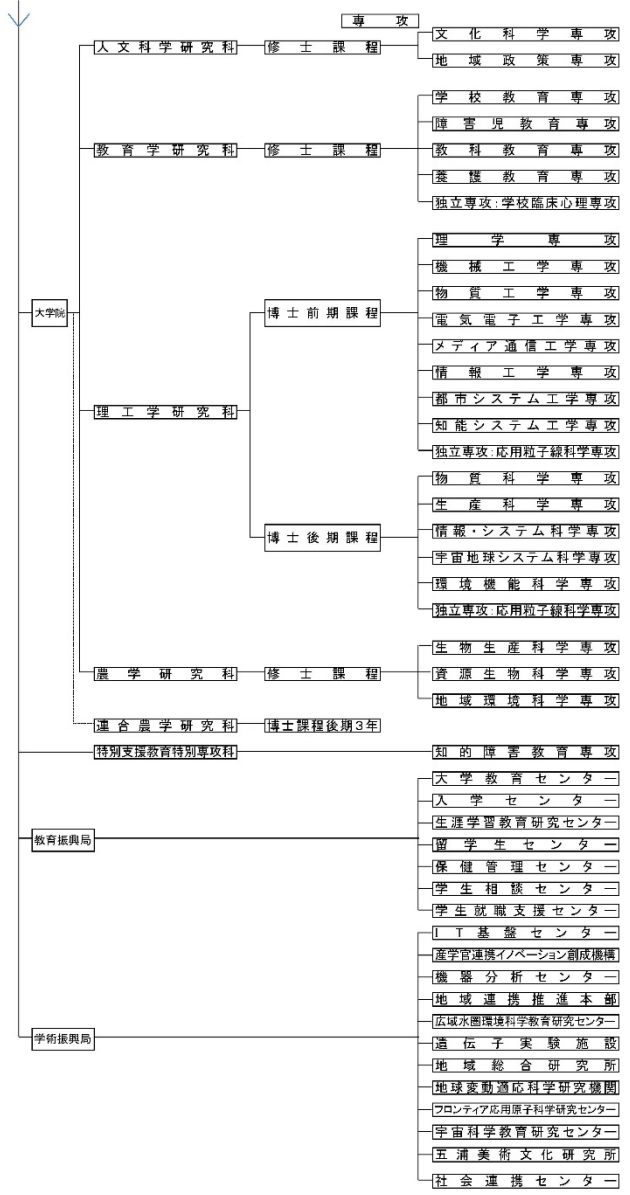 専攻
人文科学研究科
修士課程
文化科学専攻
地域政策専攻
教育学研究科
修士課程
学校教育専攻
障害児教育専攻
教科教育専攻
養護教育専攻
独立専攻:学校臨床心理専攻
大学院
理工学研究科
博士前期課程
理学専攻
機械工学専攻
物質工学専攻
電気電子工学専攻
メディア通信工学専攻
情報工学専攻
都市システム工学専攻
知能システム工学専攻
独立専攻:応用粒子線科学専攻
博士後期課程
物質科学専攻
生産科学専攻
情報・システム科学専攻
宇宙地球システム科学専攻
環境機能科学専攻
独立専攻:応用粒子線科学専攻
農学研究科
修士課程
生物生産科学専攻
資源生物科学専攻
地域環境科学専攻
連合農学研究科
博士課程後期3年
特別支援教育特別専攻科
知的障害教育専攻
教育振興局
大学教育センター
入学センター
生涯学習教育研究センター
留学生センター
保健管理センター
学生相談センター
学生就職支援センター
学術振興局
IT基盤センター
産学官連携イノベーション創成機構
機器分析センター
地域連携推進本部
広域水圏環境科学教育研究センター
遺伝子実験施設
地域総合研究所
地球変動適応科学研究機関
フロンティア応用原子科学研究センター
宇宙科学教育研究センター
五浦美術文化研究所
社会連携センター